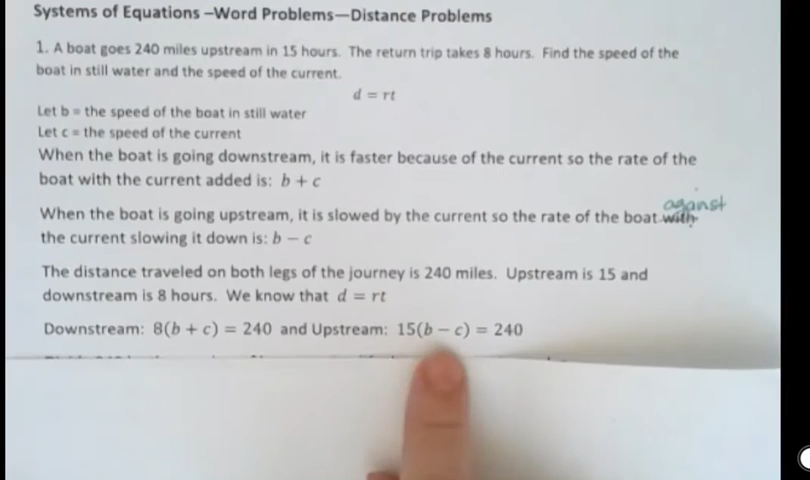 Systems of Equations –Word Problems—Distance Problems
1. A boat goes 240 miles upstream in 15 hours. The return trip takes 8 hours. Find the speed of the
boat in still water and the speed of the current.
d = rt
Let b = the speed of the boat in still water
Let c = the speed of the current
When the boat is going downstream, it is faster because of the current so the rate of the
boat with the current added is: b + c
against
When the boat is going upstream, it is slowed by the current so the rate of the boat with
the current slowing it down is: b − c
The distance traveled on both legs of the journey is 240 miles. Upstream is 15 and
downstream is 8 hours. We know that d = rt
Downstream: 8(b + c) = 240 and Upstream: 15(b − c) = 240